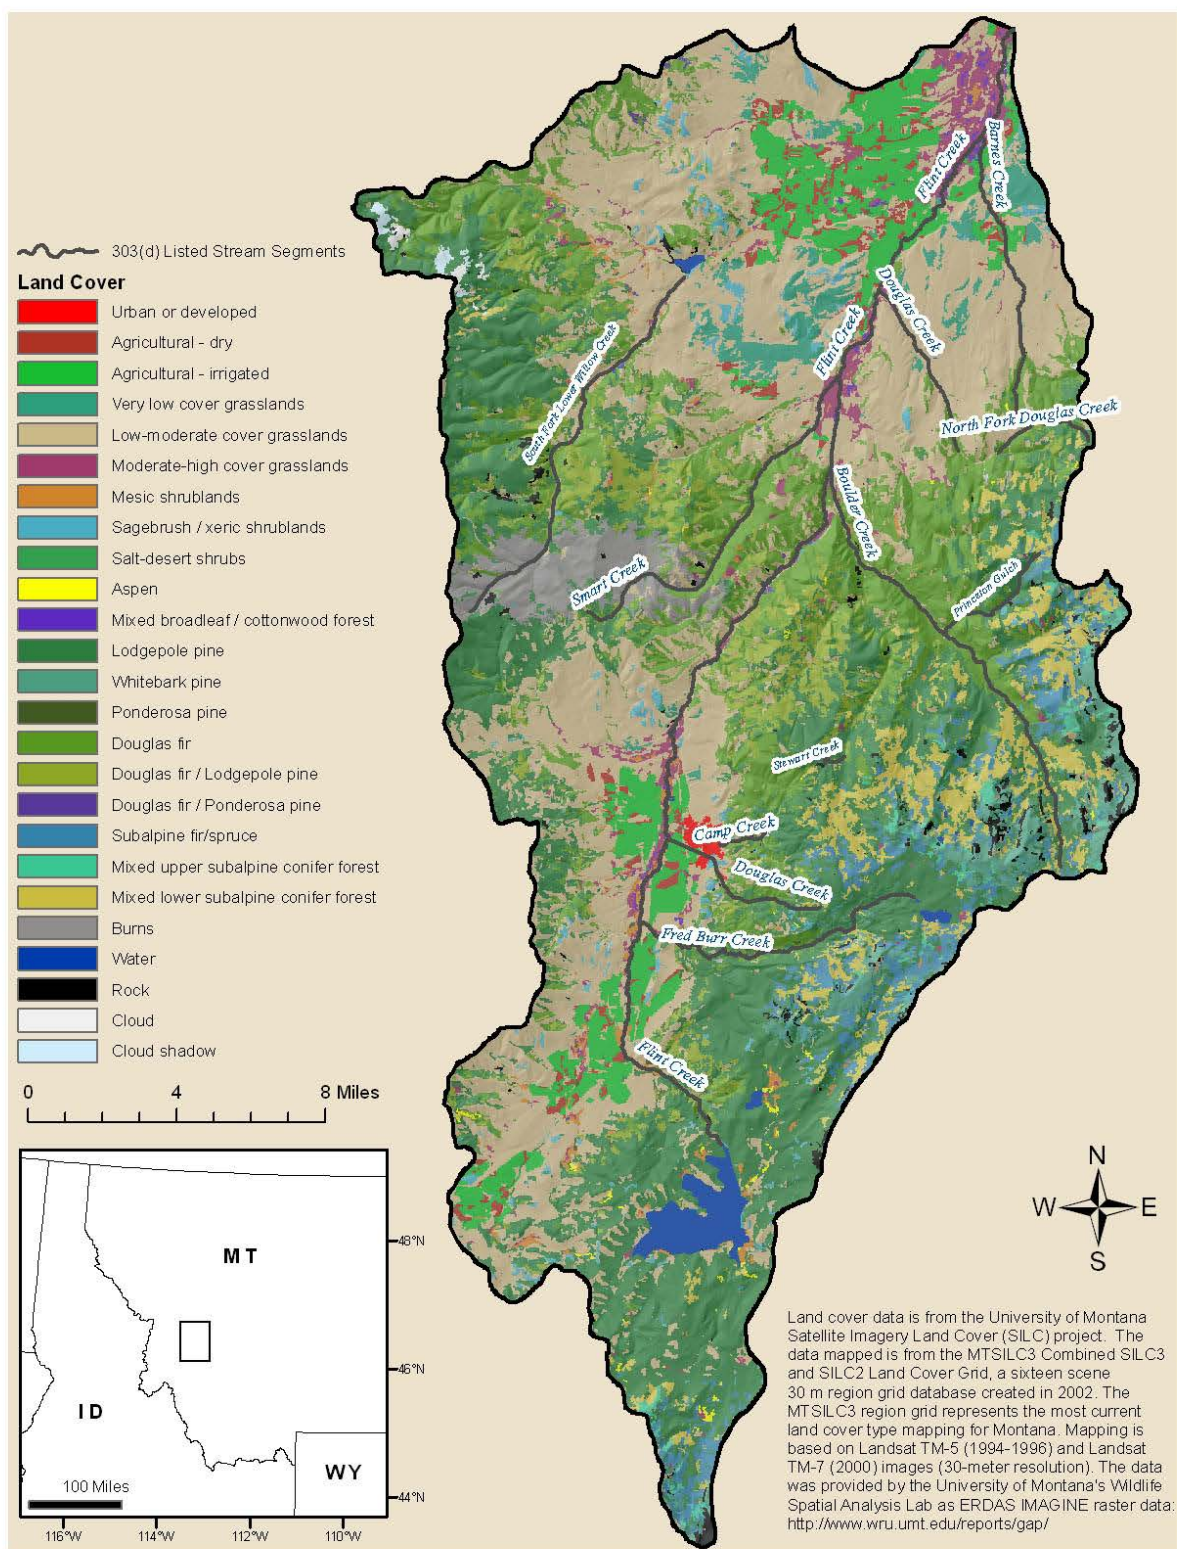 303(d) Listed Stream Segments
Land Cover
Urban or developed
Agricultural - dry
Agricultural - irrigated
Very low cover grasslands
Low-moderate cover grasslands
Moderate-high cover grasslands
Mesic shrublands
Sagebrush / xeric shrublands
Salt-desert shrubs
Aspen
Mixed broadleaf / cottonwood forest
Lodgepole pine
Whitebark pine
Ponderosa pine
Douglas fir
Douglas fir / Lodgepole pine
Douglas fir / Ponderosa pine
Subalpine fir/spruce
Mixed upper subalpine conifer forest
Mixed lower subalpine conifer forest
Burns
Water
Rock
Cloud
Cloud shadow
0 4 8 Miles
MT
ID
WY
100 Miles
48°N
46°N
44°N
116°W 114°W 112°W 110°W
Flint Creek
Barnes Creek
Douglas Creek
Flint Creek
South Fork Lower Willow Creek
North Fork Douglas Creek
Boulder Creek
Smart Creek
Princeton Gulch
Stewart Creek
Camp Creek
Douglas Creek
Fred Burr Creek
Flint Creek
N
W E
S
Land cover data is from the University of Montana
Satellite Imagery Land Cover (SILC) project. The
data mapped is from the MTSILC3 Combined SILC3
and SILC2 Land Cover Grid, a sixteen scene
30 m region grid database created in 2002. The
MTSILC3 region grid represents the most current
land cover type mapping for Montana. Mapping is
based on Landsat TM-5 (1994-1996) and Landsat
TM-7 (2000) images (30-meter resolution). The data
was provided by the University of Montana's Wildlife
Spatial Analysis Lab as ERDAS IMAGINE raster data:
http://www.wru.umt.edu/reports/gap/